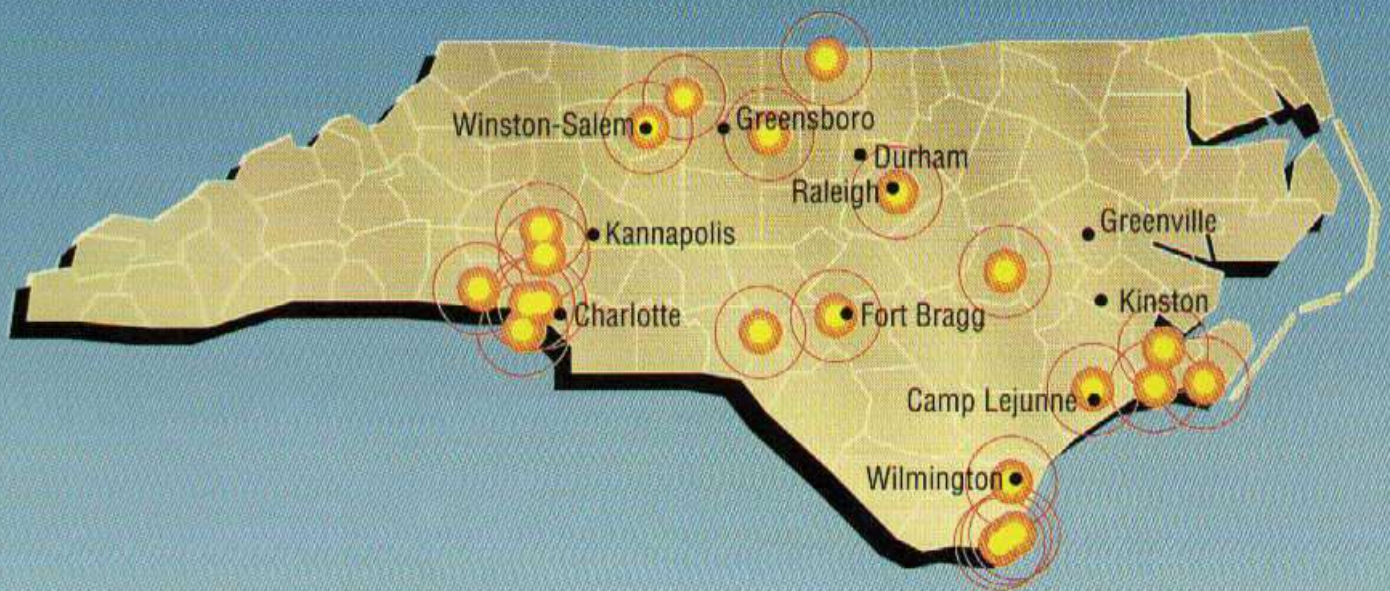 Winston-Salem
Greensboro
Durham
Raleigh
Kannapolis
Greenville
Charlotte
Fort Bragg
Kinston
Camp Lejunne
Wilmington